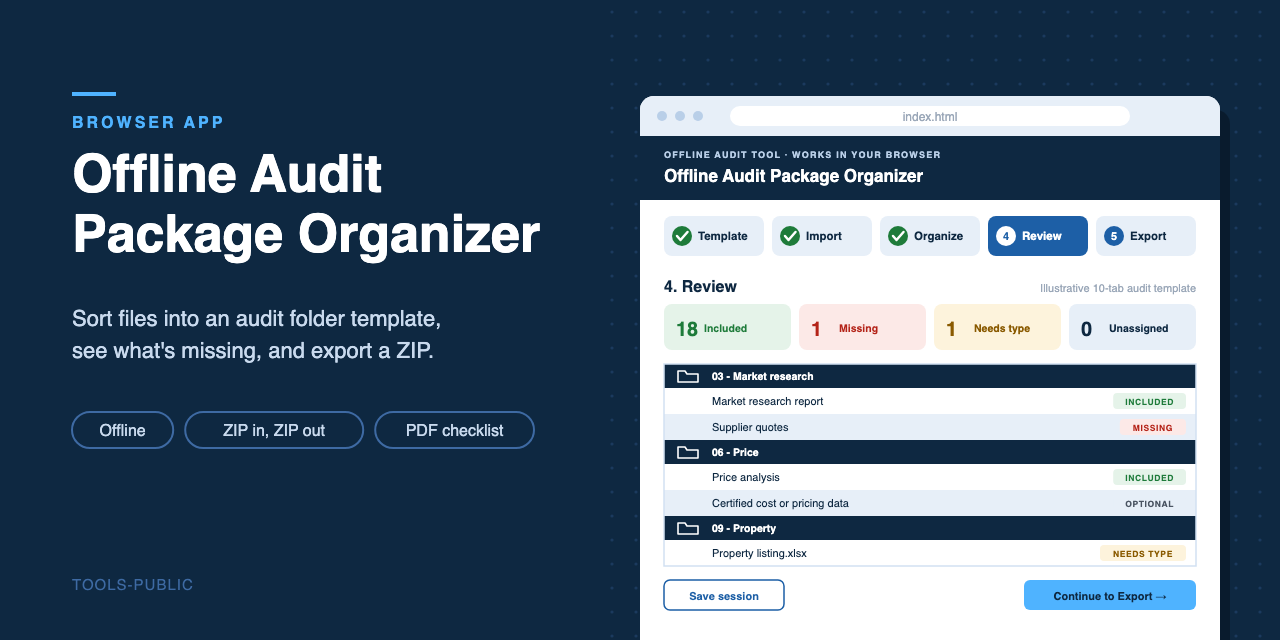 BROWSER APP
Offline Audit
Package Organizer
Sort files into an audit folder template,
see what's missing, and export a ZIP.
Offline
ZIP in, ZIP out
PDF checklist
TOOLS-PUBLIC
index.html
OFFLINE AUDIT TOOL · WORKS IN YOUR BROWSER
Offline Audit Package Organizer
Template
Import
Organize
4 Review
5 Export
4. Review
Illustrative 10-tab audit template
18 Included
1 Missing
1 Needs type
0 Unassigned
03 - Market research
Market research report INCLUDED
Supplier quotes MISSING
06 - Price
Price analysis INCLUDED
Certified cost or pricing data OPTIONAL
09 - Property
Property listing.xlsx NEEDS TYPE
Save session
Continue to Export →